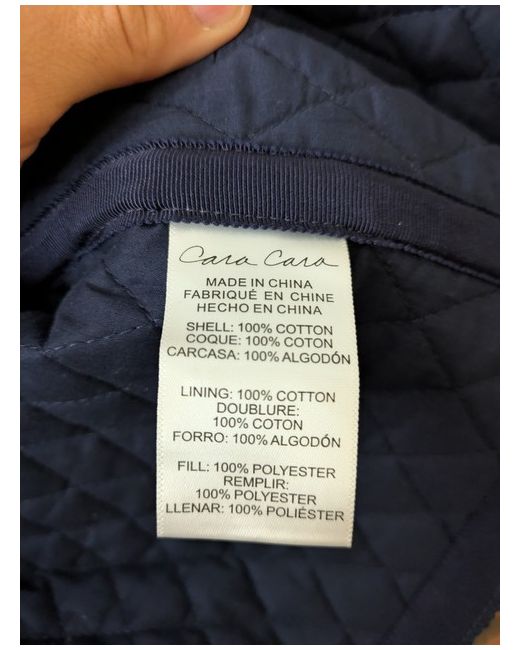 Cara Cara
MADE IN CHINA
FABRIQUÉ EN CHINE
HECHO EN CHINA
SHELL: 100% COTTON
COQUE: 100% COTTON
CARCASA: 100% ALGODÓN
LINING: 100% COTTON
DOUBLURE:
100% COTON
FORRO: 100% ALGODÓN
FILL: 100% POLYESTER
REMPLIR:
100% POLYESTER
LLENAR: 100% POLIÉSTER